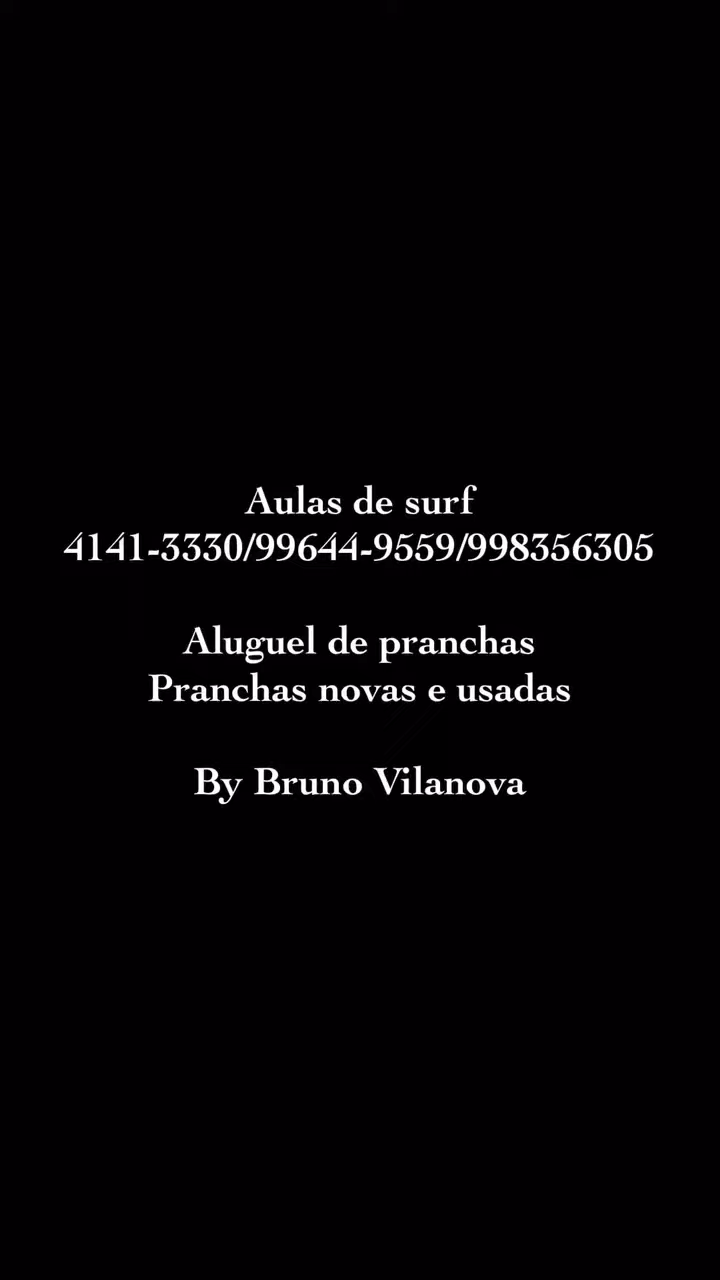 Aulas de surf
4141-3330/99644-9559/998356305
Aluguel de pranchas
Pranchas novas e usadas
By Bruno Vilanova